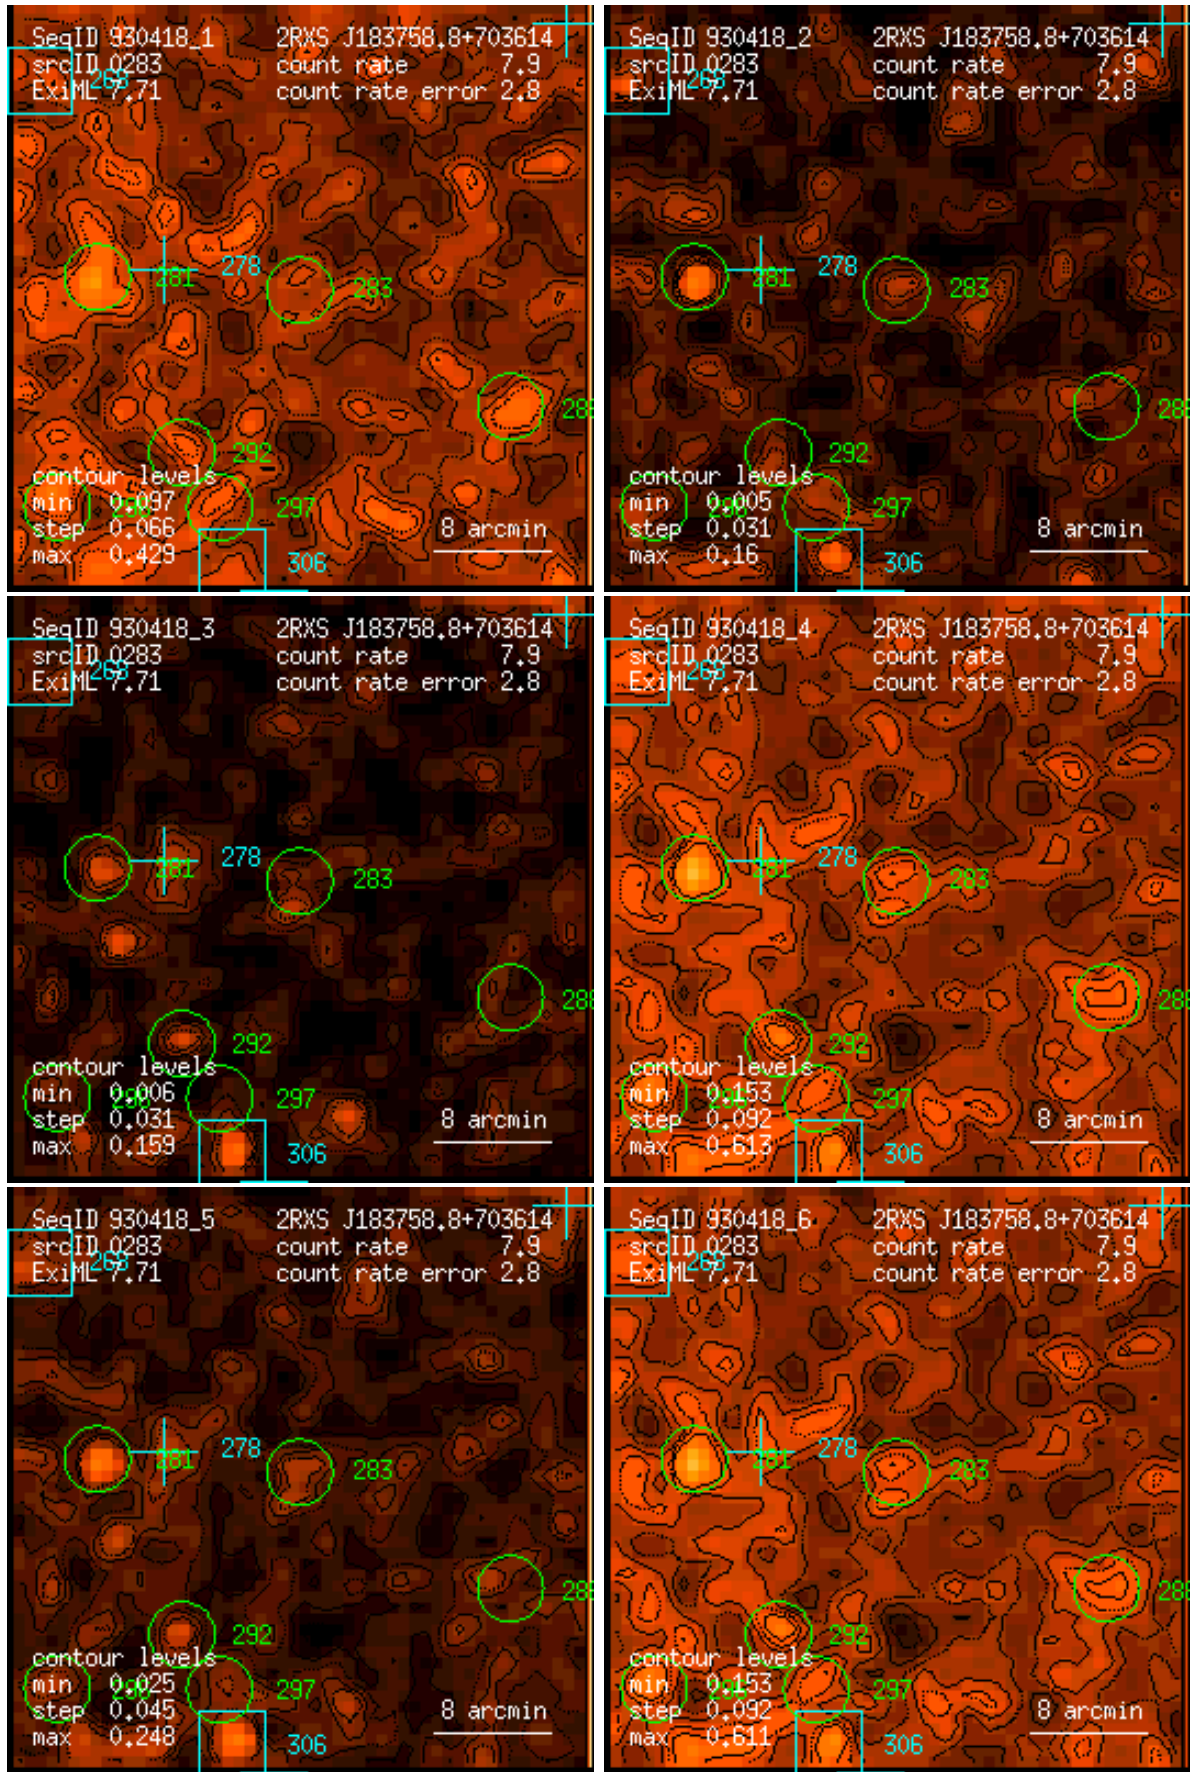 SeqID 930418_1 2RXS J183758.8+703614
srcID 0283 count rate 7.9
268
ExiML 7.71 count rate error 2.8
278
281
283
288
292
contour levels
min 0.097
297
step 0.066
8 arcmin
max 0.429
306
SeqID 930418_2 2RXS J183758.8+703614
srcID 0283 count rate 7.9
268
ExiML 7.71 count rate error 2.8
278
281
283
288
292
contour levels
min 0.005
297
step 0.031
8 arcmin
max 0.16
306
SeqID 930418_3 2RXS J183758.8+703614
srcID 0283 count rate 7.9
268
ExiML 7.71 count rate error 2.8
278
281
283
288
292
contour levels
min 0.006
297
step 0.031
8 arcmin
max 0.159
306
SeqID 930418_4 2RXS J183758.8+703614
srcID 0283 count rate 7.9
268
ExiML 7.71 count rate error 2.8
278
281
283
288
292
contour levels
min 0.153
297
step 0.092
8 arcmin
max 0.613
306
SeqID 930418_5 2RXS J183758.8+703614
srcID 0283 count rate 7.9
268
ExiML 7.71 count rate error 2.8
278
281
283
288
292
contour levels
min 0.025
297
step 0.045
8 arcmin
max 0.248
306
SeqID 930418_6 2RXS J183758.8+703614
srcID 0283 count rate 7.9
268
ExiML 7.71 count rate error 2.8
278
281
283
288
292
contour levels
min 0.153
297
step 0.092
8 arcmin
max 0.611
306